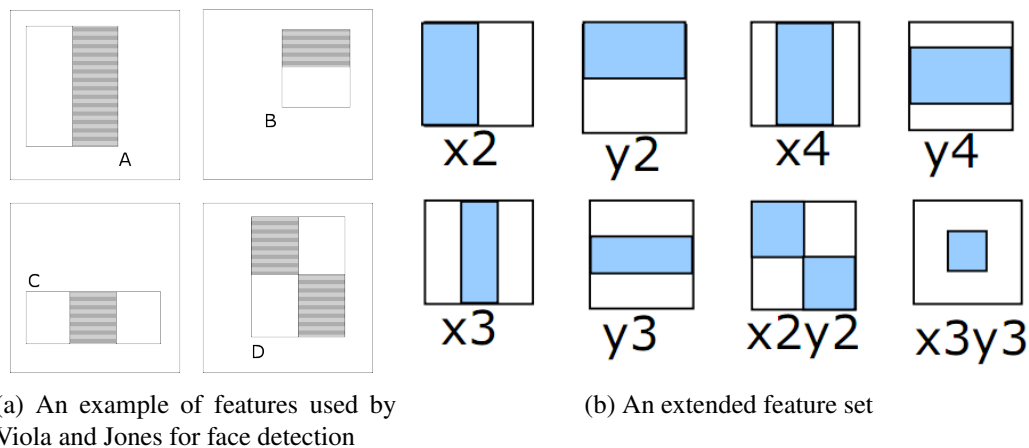 A
B
x2
y2
x4
y4
C
D
x3
y3
x2y2
x3y3
(a) An example of features used by
Viola and Jones for face detection
(b) An extended feature set